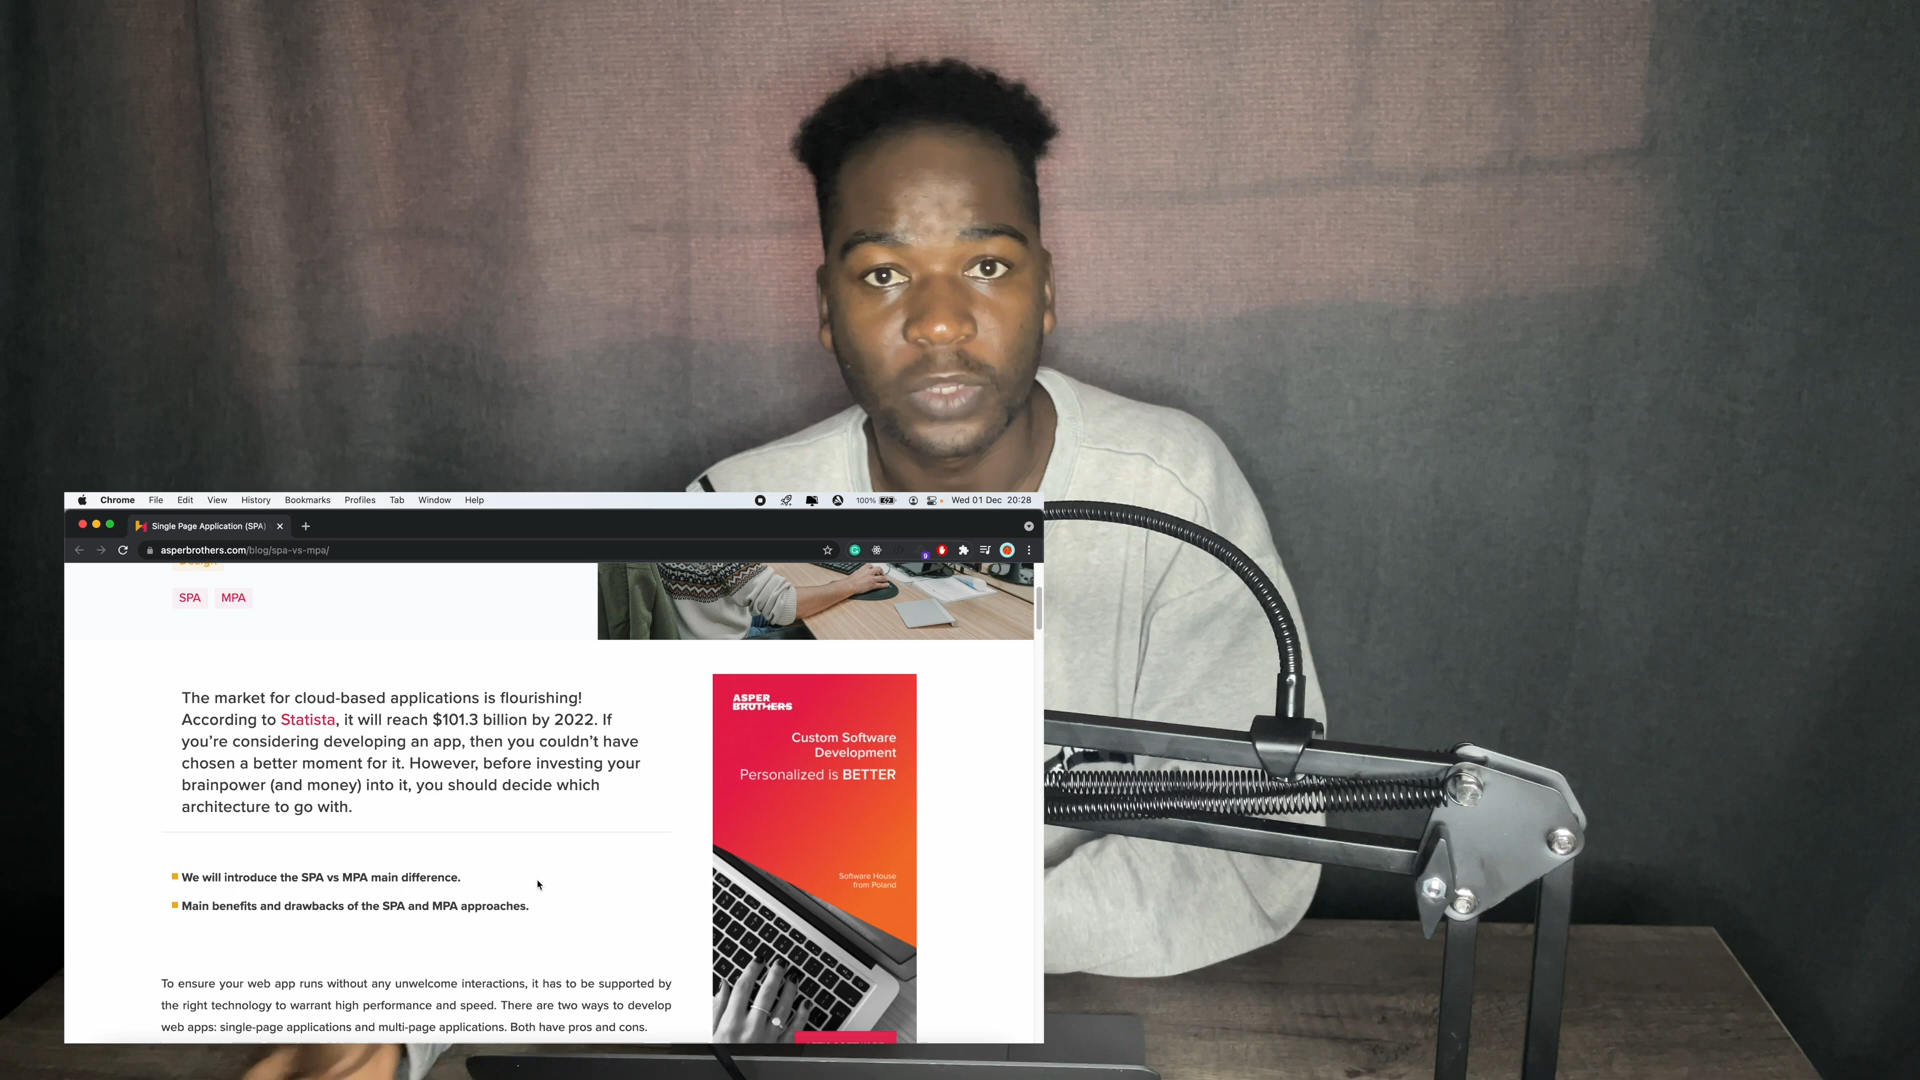 Chrome File Edit View History Bookmarks Profiles Tab Window Help 100% Wed 01 Dec 20:28
Single Page Application (SPA)
asperbrothers.com/blog/spa-vs-mpa/
Design
SPA MPA
The market for cloud-based applications is flourishing!
According to Statista, it will reach $101.3 billion by 2022. If
you’re considering developing an app, then you couldn’t have
chosen a better moment for it. However, before investing your
brainpower (and money) into it, you should decide which
architecture to go with.
We will introduce the SPA vs MPA main difference.
Main benefits and drawbacks of the SPA and MPA approaches.
To ensure your web app runs without any unwelcome interactions, it has to be supported by
the right technology to warrant high performance and speed. There are two ways to develop
web apps: single-page applications and multi-page applications. Both have pros and cons.
ASPER
BROTHERS
Custom Software
Development
Personalized is BETTER
Software House
from Poland